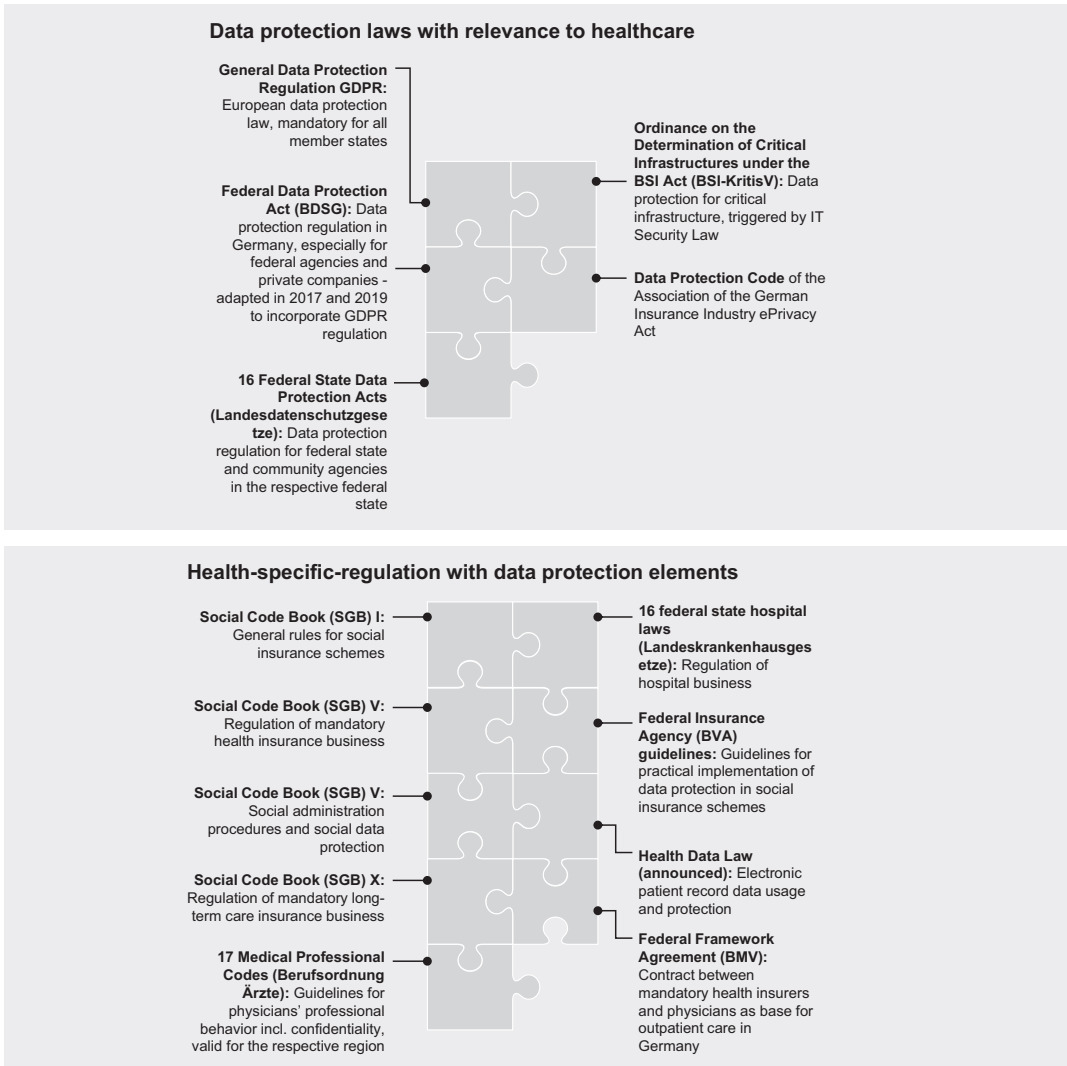 Data protection laws with relevance to healthcare
General Data Protection
Regulation GDPR:
European data protection
law, mandatory for all
member states
Federal Data Protection
Act (BDSG): Data
protection regulation in
Germany, especially for
federal agencies and
private companies -
adapted in 2017 and 2019
to incorporate GDPR
regulation
16 Federal State Data
Protection Acts
(Landesdatenschutzgese
tze): Data protection
regulation for federal state
and community agencies
in the respective federal
state
Ordinance on the
Determination of Critical
Infrastructures under the
BSI Act (BSI-KritisV): Data
protection for critical
infrastructure, triggered by IT
Security Law
Data Protection Code of the
Association of the German
Insurance Industry ePrivacy
Act
Health-specific-regulation with data protection elements
Social Code Book (SGB) I:
General rules for social
insurance schemes
Social Code Book (SGB) V:
Regulation of mandatory
health insurance business
Social Code Book (SGB) V:
Social administration
procedures and social data
protection
Social Code Book (SGB) X:
Regulation of mandatory long-
term care insurance business
17 Medical Professional
Codes (Berufsordnung
Ärzte): Guidelines for
physicians' professional
behavior incl. confidentiality,
valid for the respective region
16 federal state hospital
laws
(Landeskrankenhausges
etze): Regulation of
hospital business
Federal Insurance
Agency (BVA)
guidelines: Guidelines for
practical implementation of
data protection in social
insurance schemes
Health Data Law
(announced): Electronic
patient record data usage
and protection
Federal Framework
Agreement (BMV):
Contract between
mandatory health insurers
and physicians as base for
outpatient care in
Germany